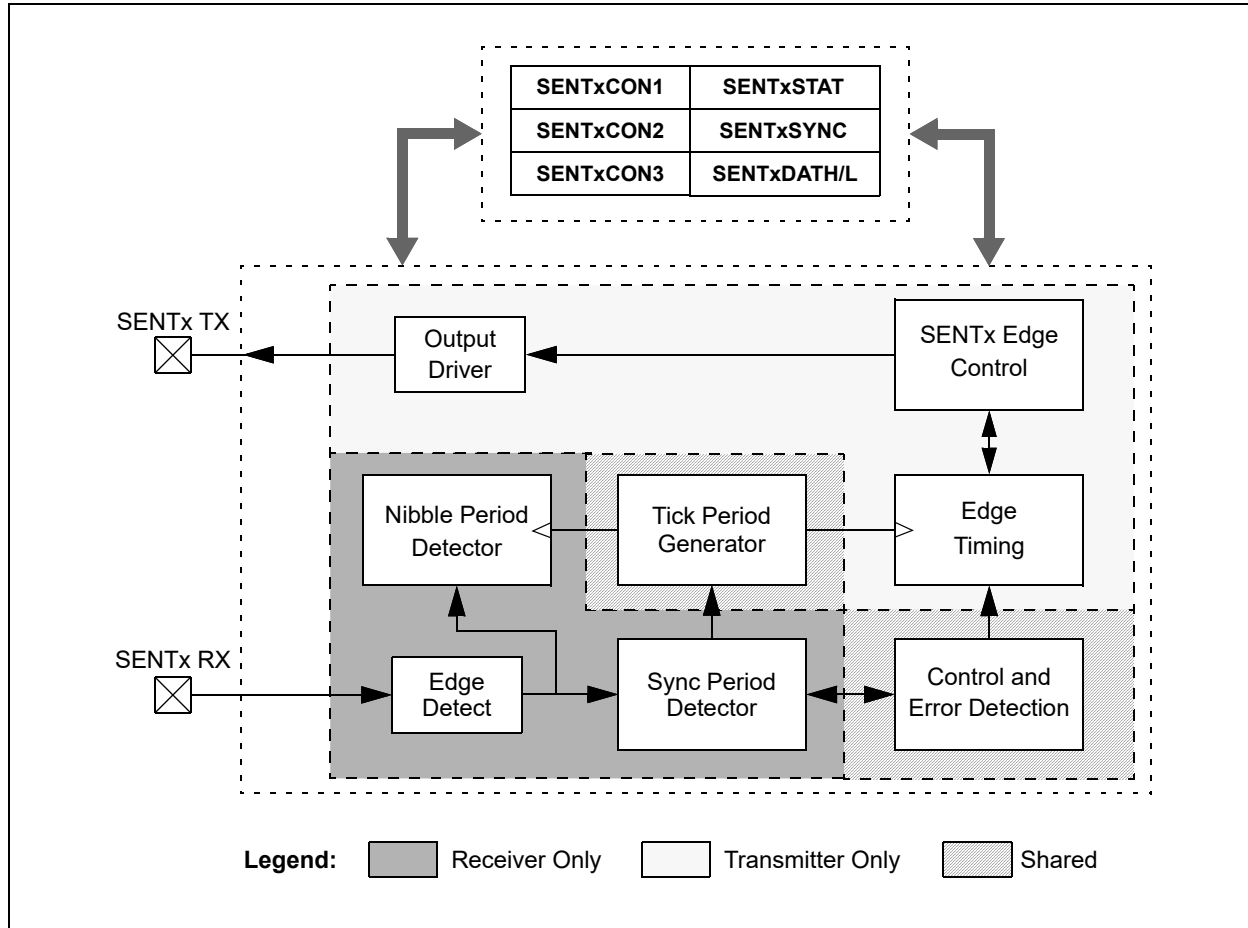 SENTxCON1
SENTxSTAT
SENTxCON2
SENTxSYNC
SENTxCON3
SENTxDATH/L
SENTx TX
Output
Driver
SENTx Edge
Control
Nibble Period
Detector
Tick Period
Generator
Edge
Timing
SENTx RX
Edge
Detect
Sync Period
Detector
Control and
Error Detection
Legend:
Receiver Only
Transmitter Only
Shared